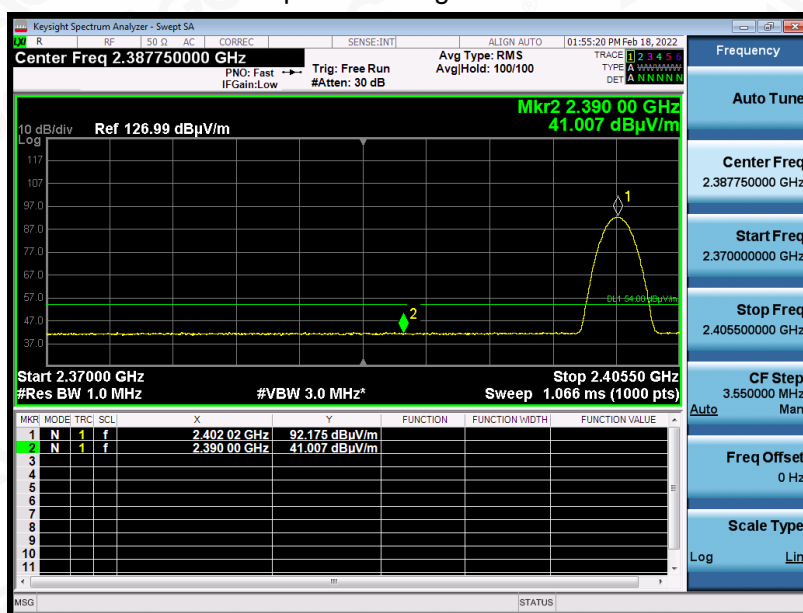 Keysight Spectrum Analyzer - Swept SA
LXI R RF 50 Ω AC CORREC SENSE:INT ALIGN AUTO 01:55:20 PM Feb 18, 2022
Center Freq 2.387750000 GHz
PNO: Fast
IFGain:Low
Trig: Free Run
#Atten: 30 dB
Avg Type: RMS
Avg|Hold: 100/100
TRACE 1 2 3 4 5 6
TYPE A WWWWW
DET A N N N N N
Mkr2 2.390 00 GHz
41.007 dBµV/m
10 dB/div Ref 126.99 dBµV/m
Log
117
107
97.0
87.0
77.0
67.0
57.0
47.0
37.0
1
2
DL1 54.00 dBµV/m
Start 2.37000 GHz Stop 2.40550 GHz
#Res BW 1.0 MHz #VBW 3.0 MHz* Sweep 1.066 ms (1000 pts)
MKR MODE TRC SCL X Y FUNCTION FUNCTION WIDTH FUNCTION VALUE
1 N 1 f 2.402 02 GHz 92.175 dBµV/m
2 N 1 f 2.390 00 GHz 41.007 dBµV/m
3
4
5
6
7
8
9
10
11
MSG STATUS
Frequency
Auto Tune
Center Freq
2.387750000 GHz
Start Freq
2.370000000 GHz
Stop Freq
2.405500000 GHz
CF Step
3.550000 MHz
Auto Man
Freq Offset
0 Hz
Scale Type
Log Lin